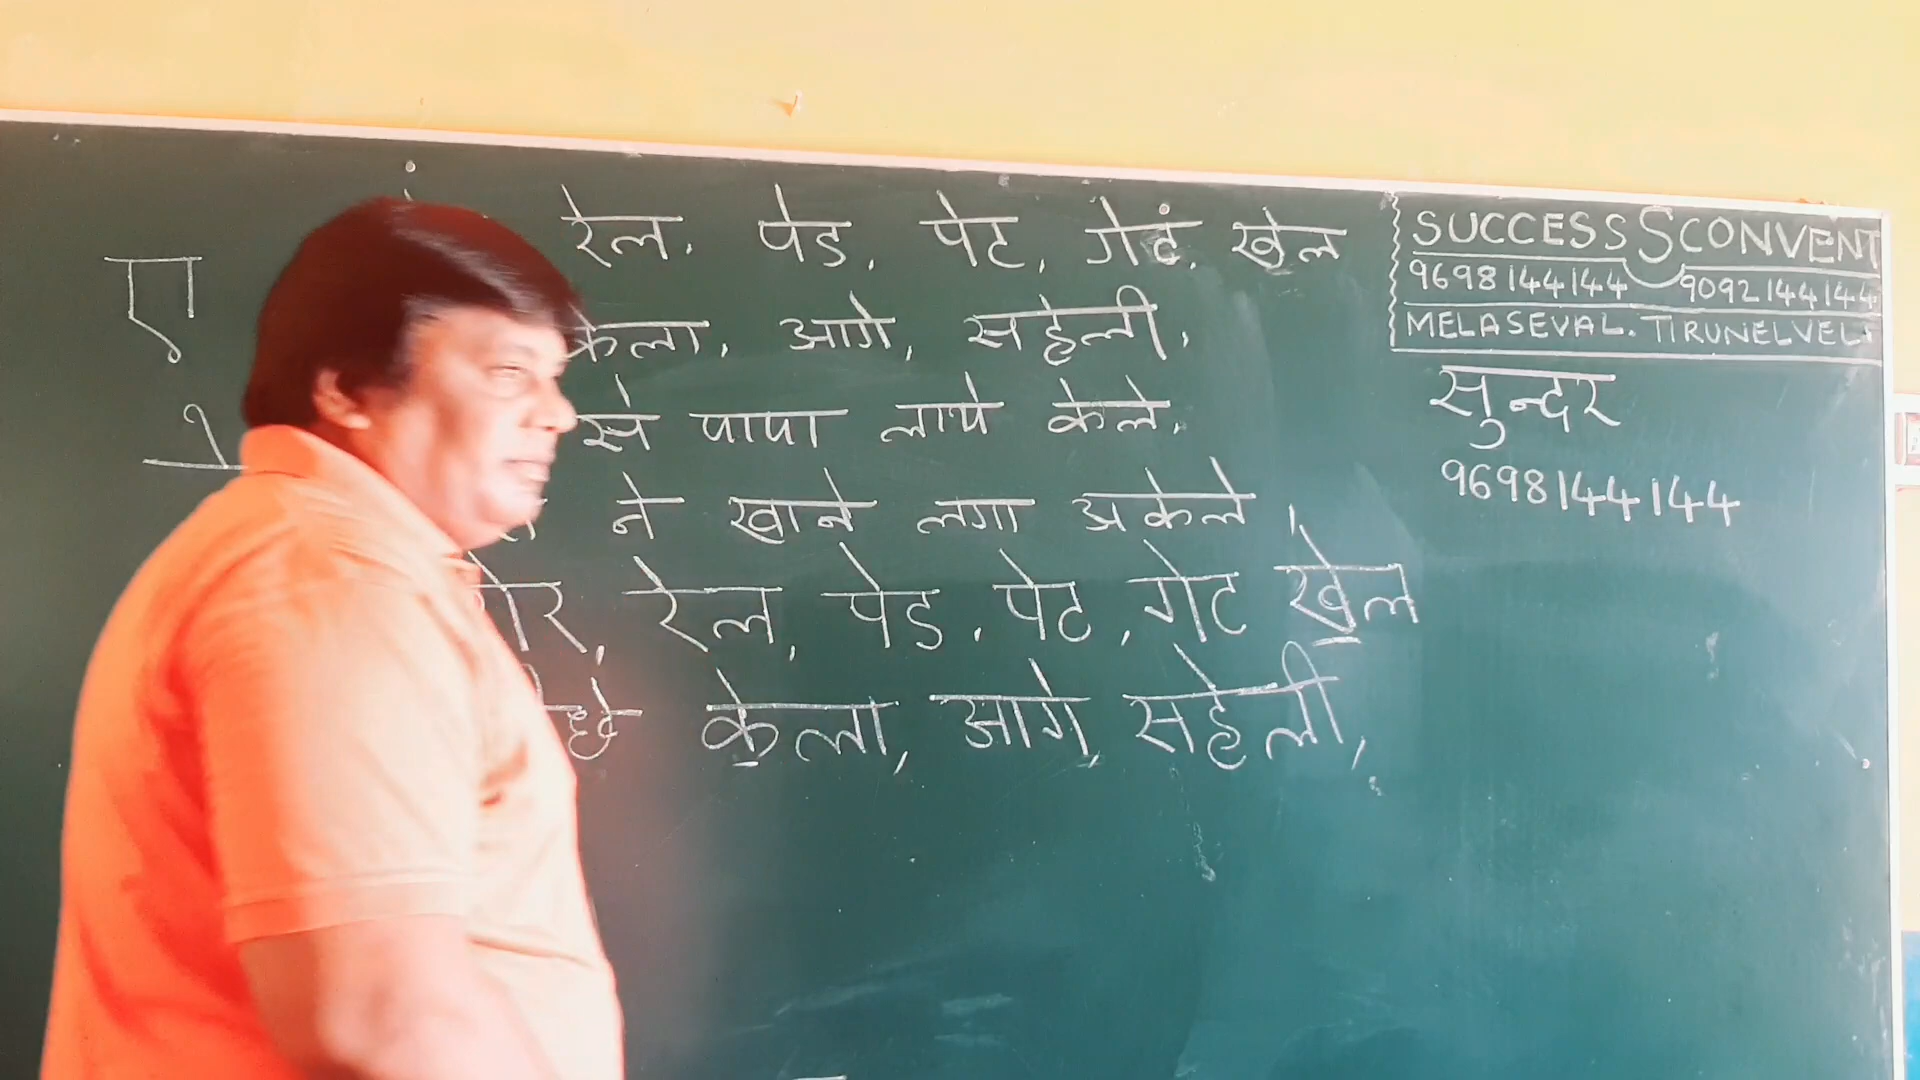 ए
रेल, पेड, पेट, गेटं, खेल
केला, आगे, सहेली,
से पापा लाये केले,
ने खाने लगा अकेले,
रेल, पेड, पेट, गेट खेल
छे केला, आगे, सहेली,
SUCCESS S CONVENT
9698144144 9092144144
MELASEVAL. TIRUNELVELI
सुन्दर
9698144144